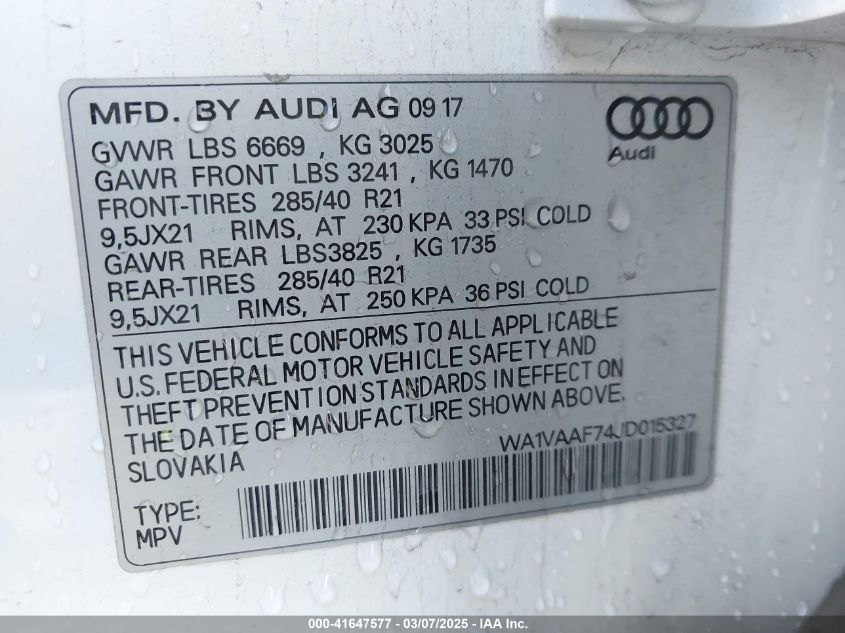 MFD. BY AUDI AG 09 17
Audi
GVWR LBS 6669 , KG 3025
GAWR FRONT LBS 3241 , KG 1470
FRONT-TIRES 285/40 R21
9,5JX21 RIMS, AT 230 KPA 33 PSI COLD
GAWR REAR LBS3825 , KG 1735
REAR-TIRES 285/40 R21
9,5JX21 RIMS, AT 250 KPA 36 PSI COLD
THIS VEHICLE CONFORMS TO ALL APPLICABLE
U.S. FEDERAL MOTOR VEHICLE SAFETY AND
THEFT PREVENTION STANDARDS IN EFFECT ON
THE DATE OF MANUFACTURE SHOWN ABOVE.
SLOVAKIA
WA1VAAF74JD015327
TYPE:
MPV
000-41647577 — 03/07/2025 — IAA Inc.